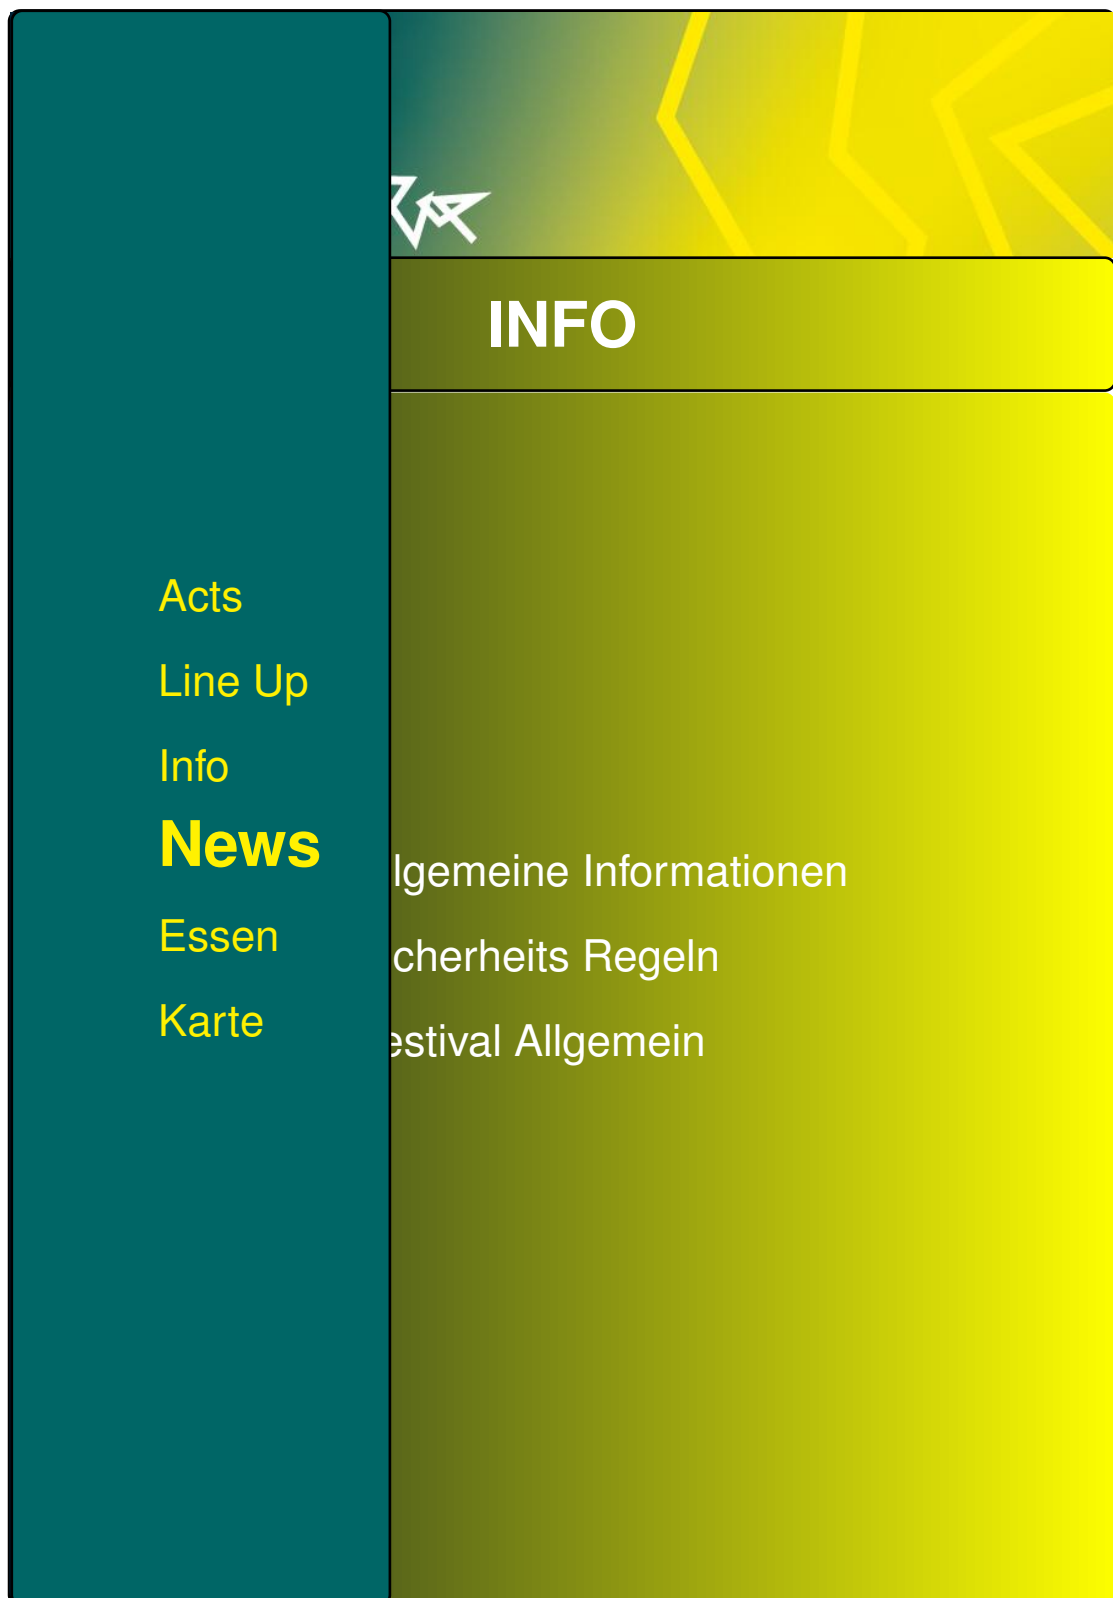 INFO
Acts
Line Up
Info
News
Essen
Karte
lgemeine Informationen
cherheits Regeln
estival Allgemein